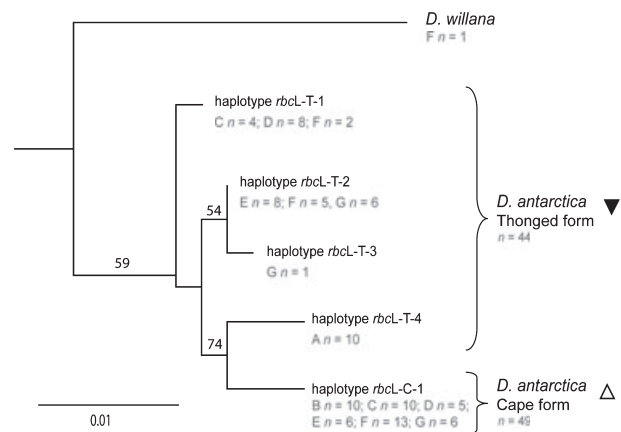 D. willana
F n = 1
haplotype rbcL-T-1
C n = 4; D n = 8; F n = 2
haplotype rbcL-T-2
E n = 8; F n = 5, G n = 6
54
haplotype rbcL-T-3
G n = 1
D. antarctica
Thonged form ▼
n = 44
59
haplotype rbcL-T-4
A n = 10
74
haplotype rbcL-C-1
B n = 10; C n = 10; D n = 5;
E n = 6; F n = 13; G n = 6
D. antarctica
Cape form △
n = 49
0.01